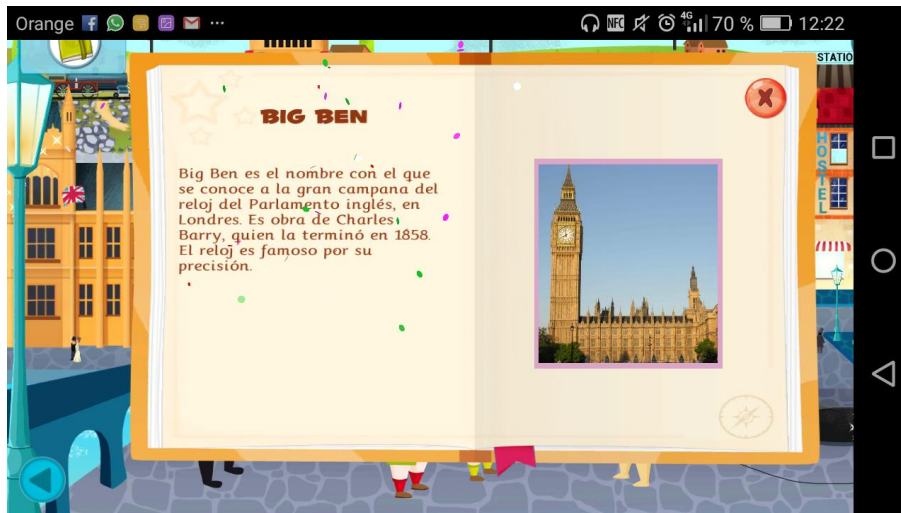 Orange ... 4G 70 % 12:22
NFC
STATIO
BIG BEN
Big Ben es el nombre con el que
se conoce a la gran campana del
reloj del Parlamento inglés, en
Londres. Es obra de Charles
Barry, quien la terminó en 1858.
El reloj es famoso por su
precisión.
HOSTEL